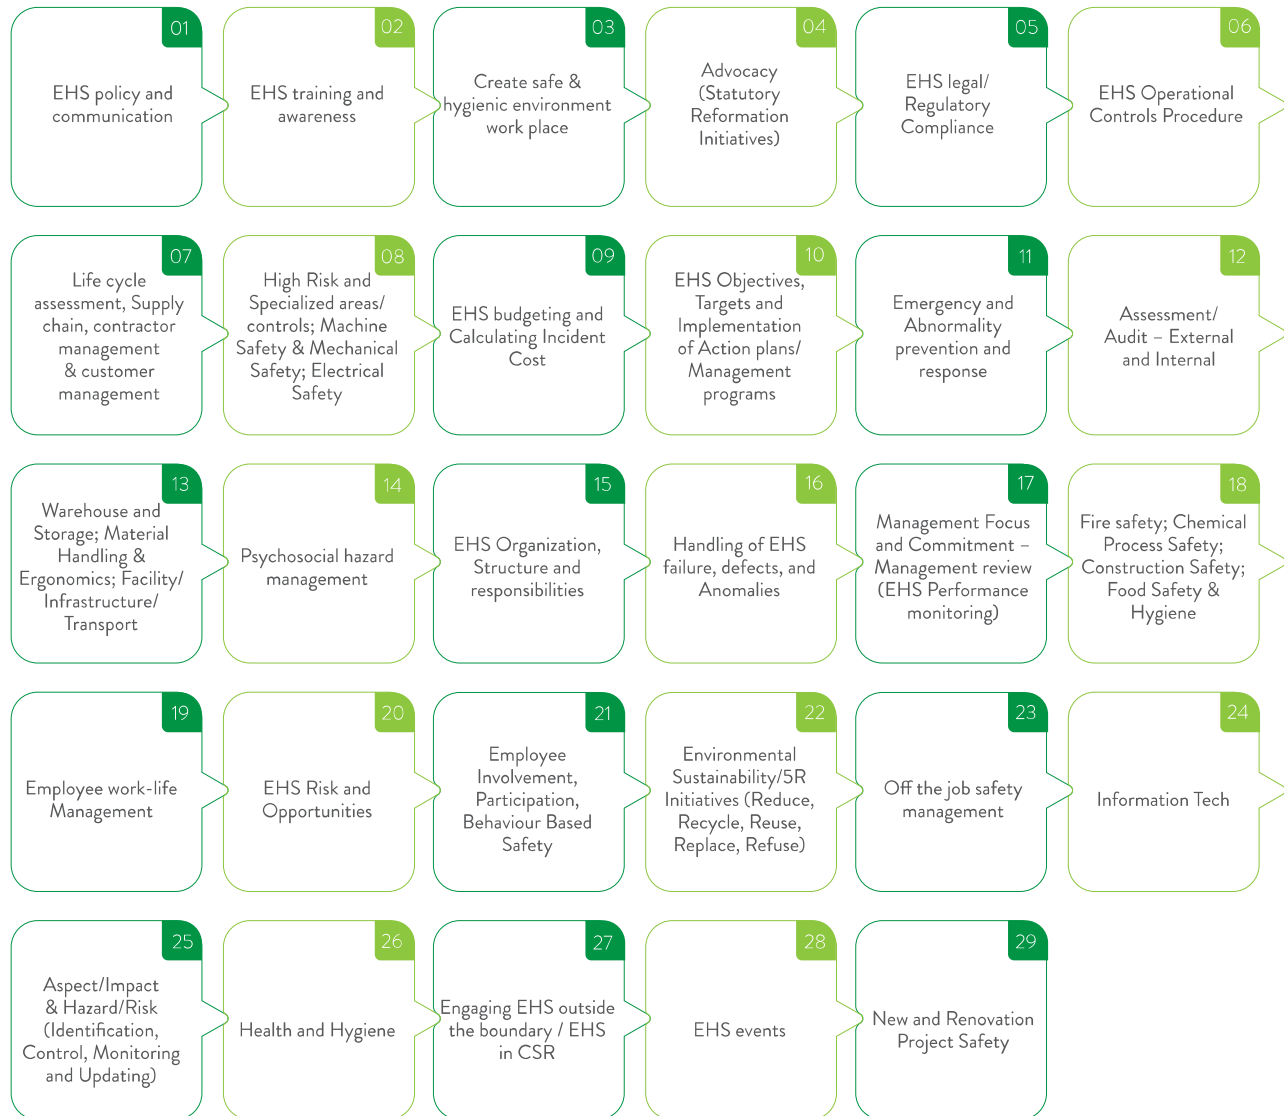 01
EHS policy and
communication
02
EHS training and
awareness
03
Create safe &
hygienic environment
work place
04
Advocacy
(Statutory
Reformation
Initiatives)
05
EHS legal/
Regulatory
Compliance
06
EHS Operational
Controls Procedure
07
Life cycle
assessment, Supply
chain, contractor
management
& customer
management
08
High Risk and
Specialized areas/
controls; Machine
Safety & Mechanical
Safety; Electrical
Safety
09
EHS budgeting and
Calculating Incident
Cost
10
EHS Objectives,
Targets and
Implementation
of Action plans/
Management
programs
11
Emergency and
Abnormality
prevention and
response
12
Assessment/
Audit – External
and Internal
13
Warehouse and
Storage; Material
Handling &
Ergonomics; Facility/
Infrastructure/
Transport
14
Psychosocial hazard
management
15
EHS Organization,
Structure and
responsibilities
16
Handling of EHS
failure, defects, and
Anomalies
17
Management Focus
and Commitment –
Management review
(EHS Performance
monitoring)
18
Fire safety; Chemical
Process Safety;
Construction Safety;
Food Safety &
Hygiene
19
Employee work-life
Management
20
EHS Risk and
Opportunities
21
Employee
Involvement,
Participation,
Behaviour Based
Safety
22
Environmental
Sustainability/5R
Initiatives (Reduce,
Recycle, Reuse,
Replace, Refuse)
23
Off the job safety
management
24
Information Tech
25
Aspect/Impact
& Hazard/Risk
(Identification,
Control, Monitoring
and Updating)
26
Health and Hygiene
27
Engaging EHS outside
the boundary / EHS
in CSR
28
EHS events
29
New and Renovation
Project Safety